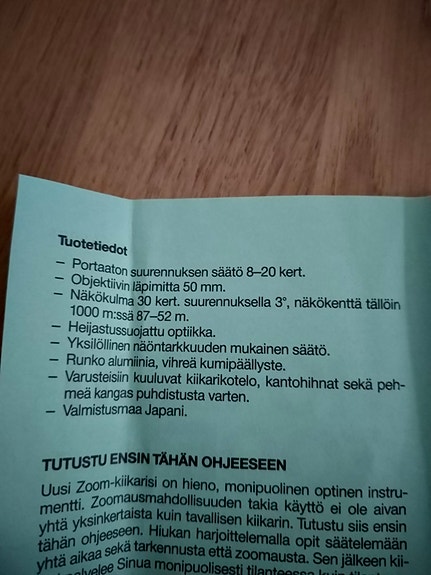 Tuotetiedot
– Portaaton suurennuksen säätö 8–20 kert.
– Objektiivin läpimitta 50 mm.
– Näkökulma 30 kert. suurennuksella 3°, näkökenttä tällöin
1000 m:ssä 87–52 m.
– Heijastussuojattu optiikka.
– Yksilöllinen näöntarkkuuden mukainen säätö.
– Runko alumiinia, vihreä kumipäällyste.
– Varusteisiin kuuluvat kiikarikotelo, kantohihnat sekä peh-
meä kangas puhdistusta varten.
– Valmistusmaa Japani.
TUTUSTU ENSIN TÄHÄN OHJEESEEN
Uusi Zoom-kiikarisi on hieno, monipuolinen optinen instru-
mentti. Zoomausmahdollisuuden takia käyttö ei ole aivan
yhtä yksinkertaista kuin tavallisen kiikarin. Tutustu siis ensin
tähän ohjeeseen. Hiukan harjoittelemalla opit säätelemään
yhtä aikaa sekä tarkennusta että zoomausta. Sen jälkeen kii-
palvelee Sinua monipuolisesti tilanteessa kuin